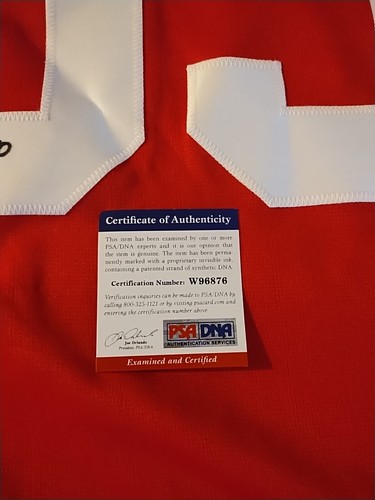 Certificate of Authenticity
This item has been examined by one or more
PSA/DNA experts and it is our opinion that
the item is genuine. The item has been perma-
nently marked with a proprietary invisible ink,
containing a patented strand of synthetic DNA
Certification Number: W96876
Verification inquiries can be made to PSA/DNA by
calling 800-325-1121 or by visiting psacard.com and
entering the certification number above
Joe Orlando
President, PSA/DNA
PSA DNA
AUTHENTICATION SERVICES
Examined and Certified